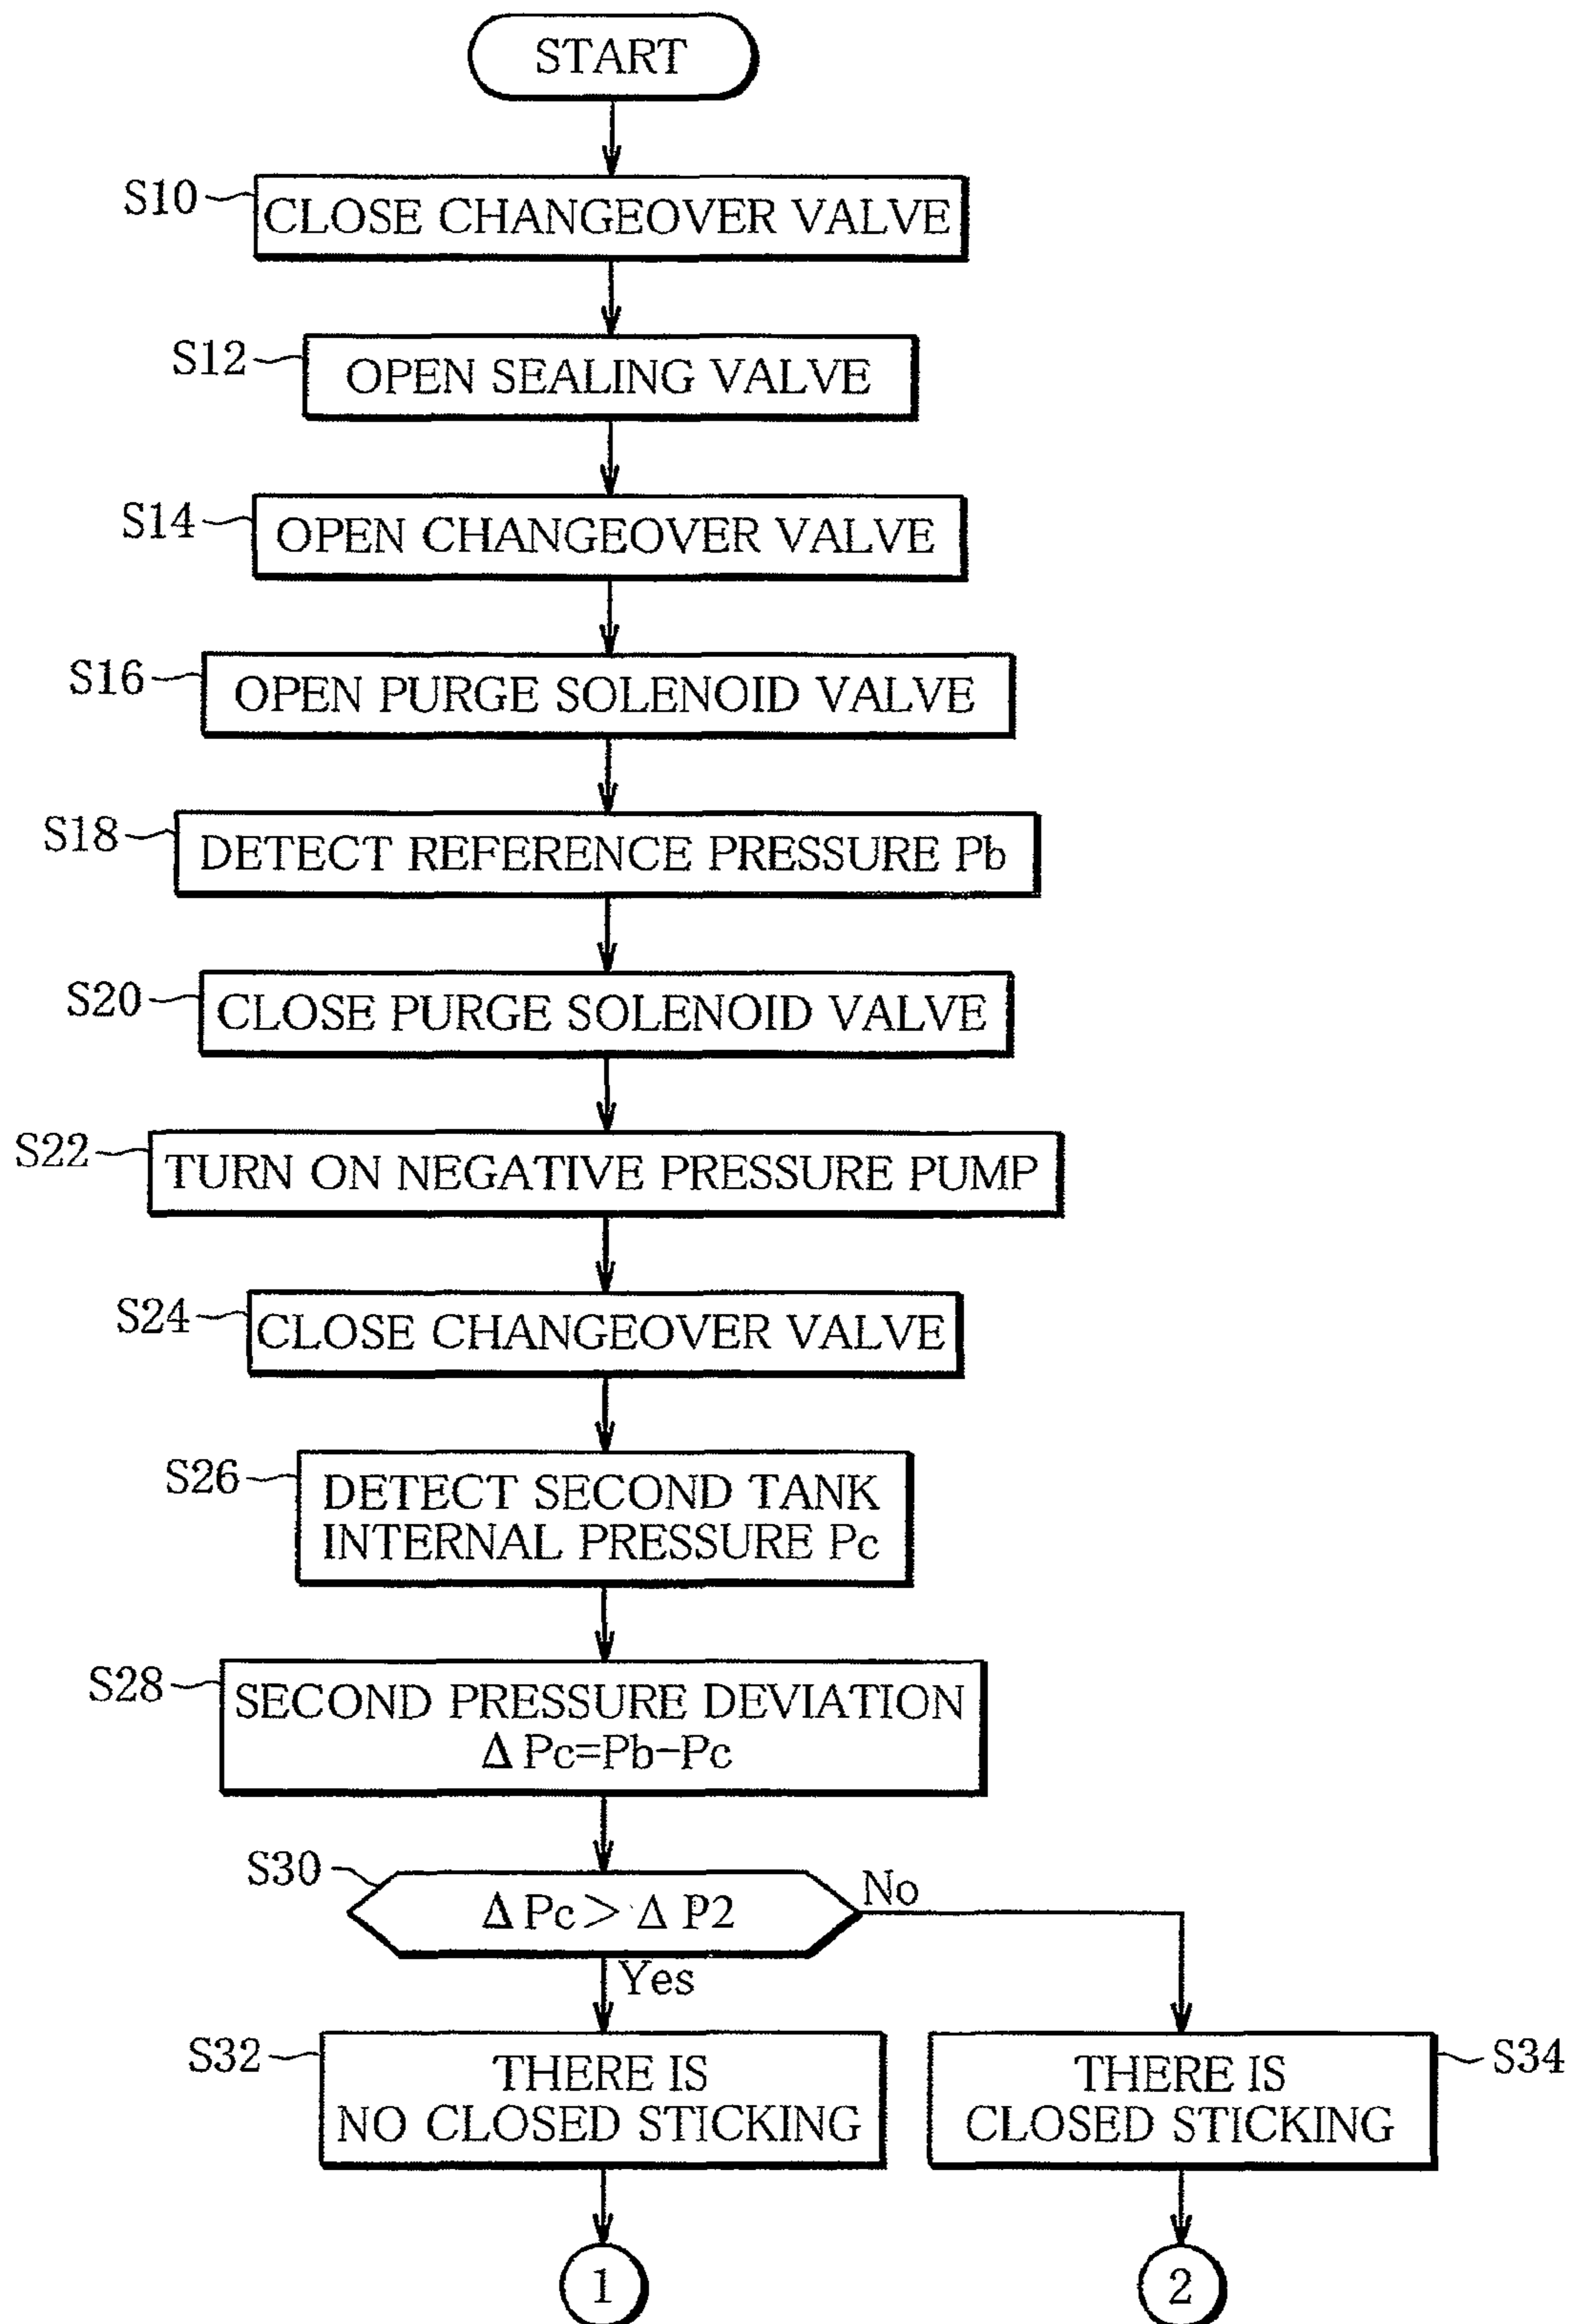 START
S10
CLOSE CHANGEOVER VALVE
S12
OPEN SEALING VALVE
S14
OPEN CHANGEOVER VALVE
S16
OPEN PURGE SOLENOID VALVE
S18
DETECT REFERENCE PRESSURE Pb
S20
CLOSE PURGE SOLENOID VALVE
S22
TURN ON NEGATIVE PRESSURE PUMP
S24
CLOSE CHANGEOVER VALVE
S26
DETECT SECOND TANK
INTERNAL PRESSURE Pc
S28
SECOND PRESSURE DEVIATION
Δ Pc=Pb-Pc
S30
Δ Pc > Δ P2
No
Yes
S32
THERE IS
NO CLOSED STICKING
THERE IS
CLOSED STICKING
S34
1
2